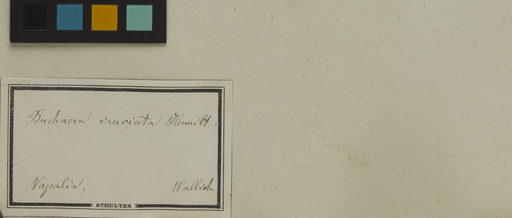 Buchnera cruciata Hamilt.
Napalia. Wallich
SCHULTES